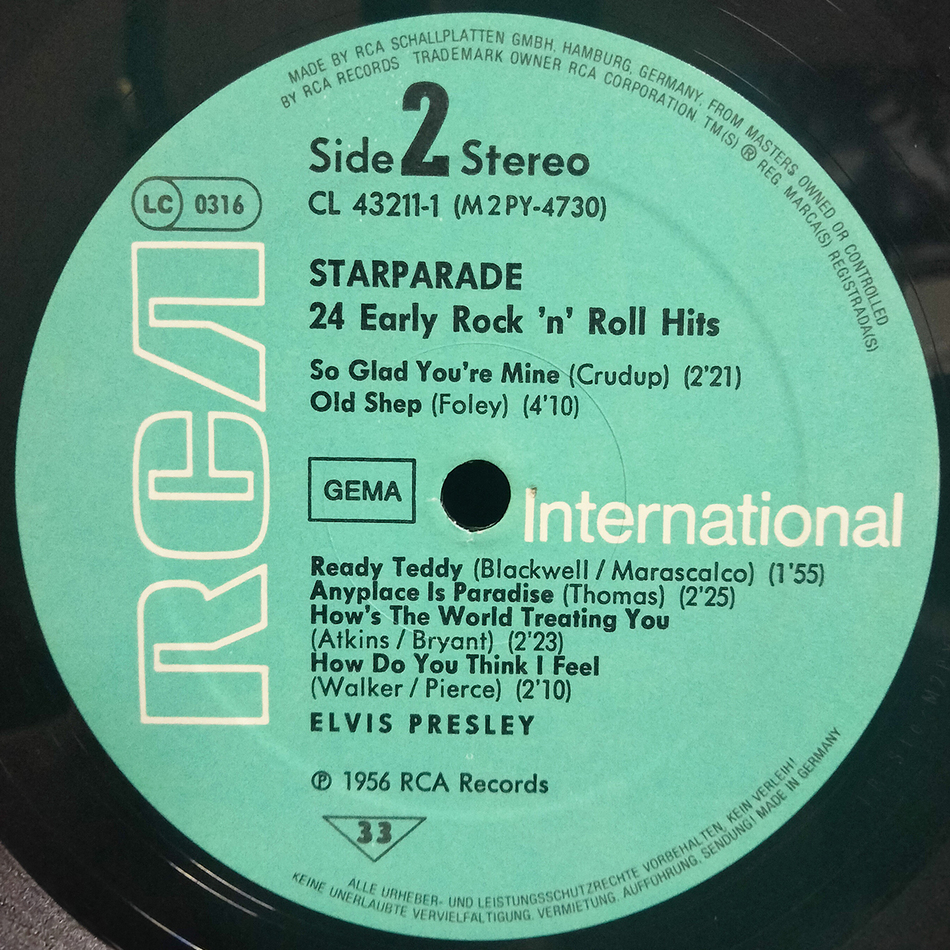 MADE BY RCA SCHALLPLATTEN GMBH, HAMBURG, GERMANY, FROM MASTERS OWNED OR CONTROLLED
BY RCA RECORDS TRADEMARK OWNER RCA CORPORATION. TM(S) ® REG. MARCA(S) REGISTRADA(S)
Side 2 Stereo
LC 0316
CL 43211-1 (M2PY-4730)
STARPARADE
24 Early Rock 'n' Roll Hits
So Glad You're Mine (Crudup) (2'21)
Old Shep (Foley) (4'10)
RCA
GEMA
International
Ready Teddy (Blackwell / Marascalco) (1'55)
Anyplace Is Paradise (Thomas) (2'25)
How's The World Treating You
(Atkins / Bryant) (2'23)
How Do You Think I Feel
(Walker / Pierce) (2'10)
ELVIS PRESLEY
℗ 1956 RCA Records
33
ALLE URHEBER- UND LEISTUNGSSCHUTZRECHTE VORBEHALTEN, KEIN VERLEIH!
KEINE UNERLAUBTE VERVIELFÄLTIGUNG, VERMIETUNG, AUFFÜHRUNG, SENDUNG! MADE IN GERMANY